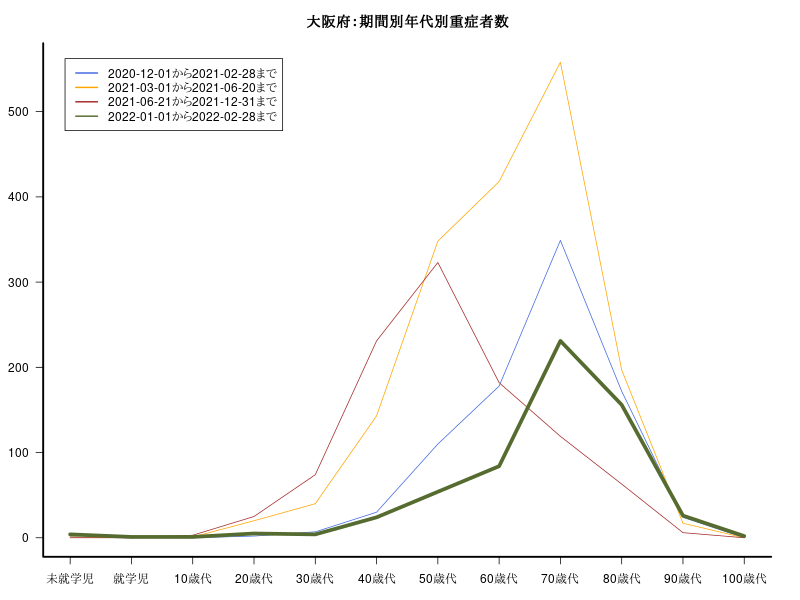 大阪府:期間別年代別重症者数
2020-12-01から2021-02-28まで
2021-03-01から2021-06-20まで
2021-06-21から2021-12-31まで
2022-01-01から2022-02-28まで
500
400
300
200
100
0
未就学児 就学児 10歳代 20歳代 30歳代 40歳代 50歳代 60歳代 70歳代 80歳代 90歳代 100歳代